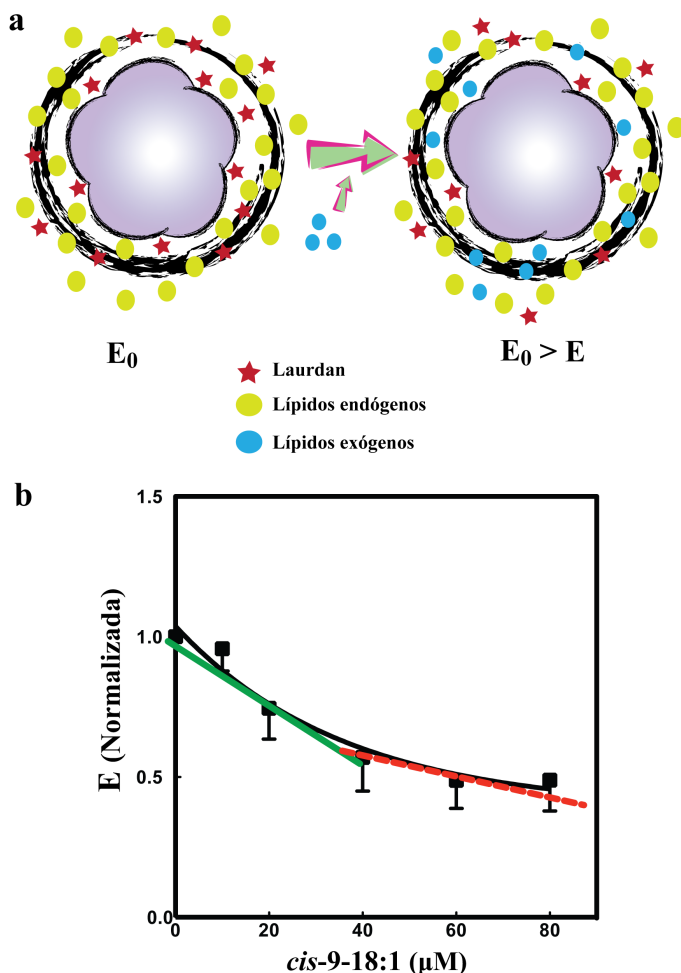 a
E₀
E₀ > E
Laurdan
Lípidos endógenos
Lípidos exógenos
b
1.5
1.0
0.5
0.0
E (Normalizada)
0 20 40 60 80
cis-9-18:1 (µM)